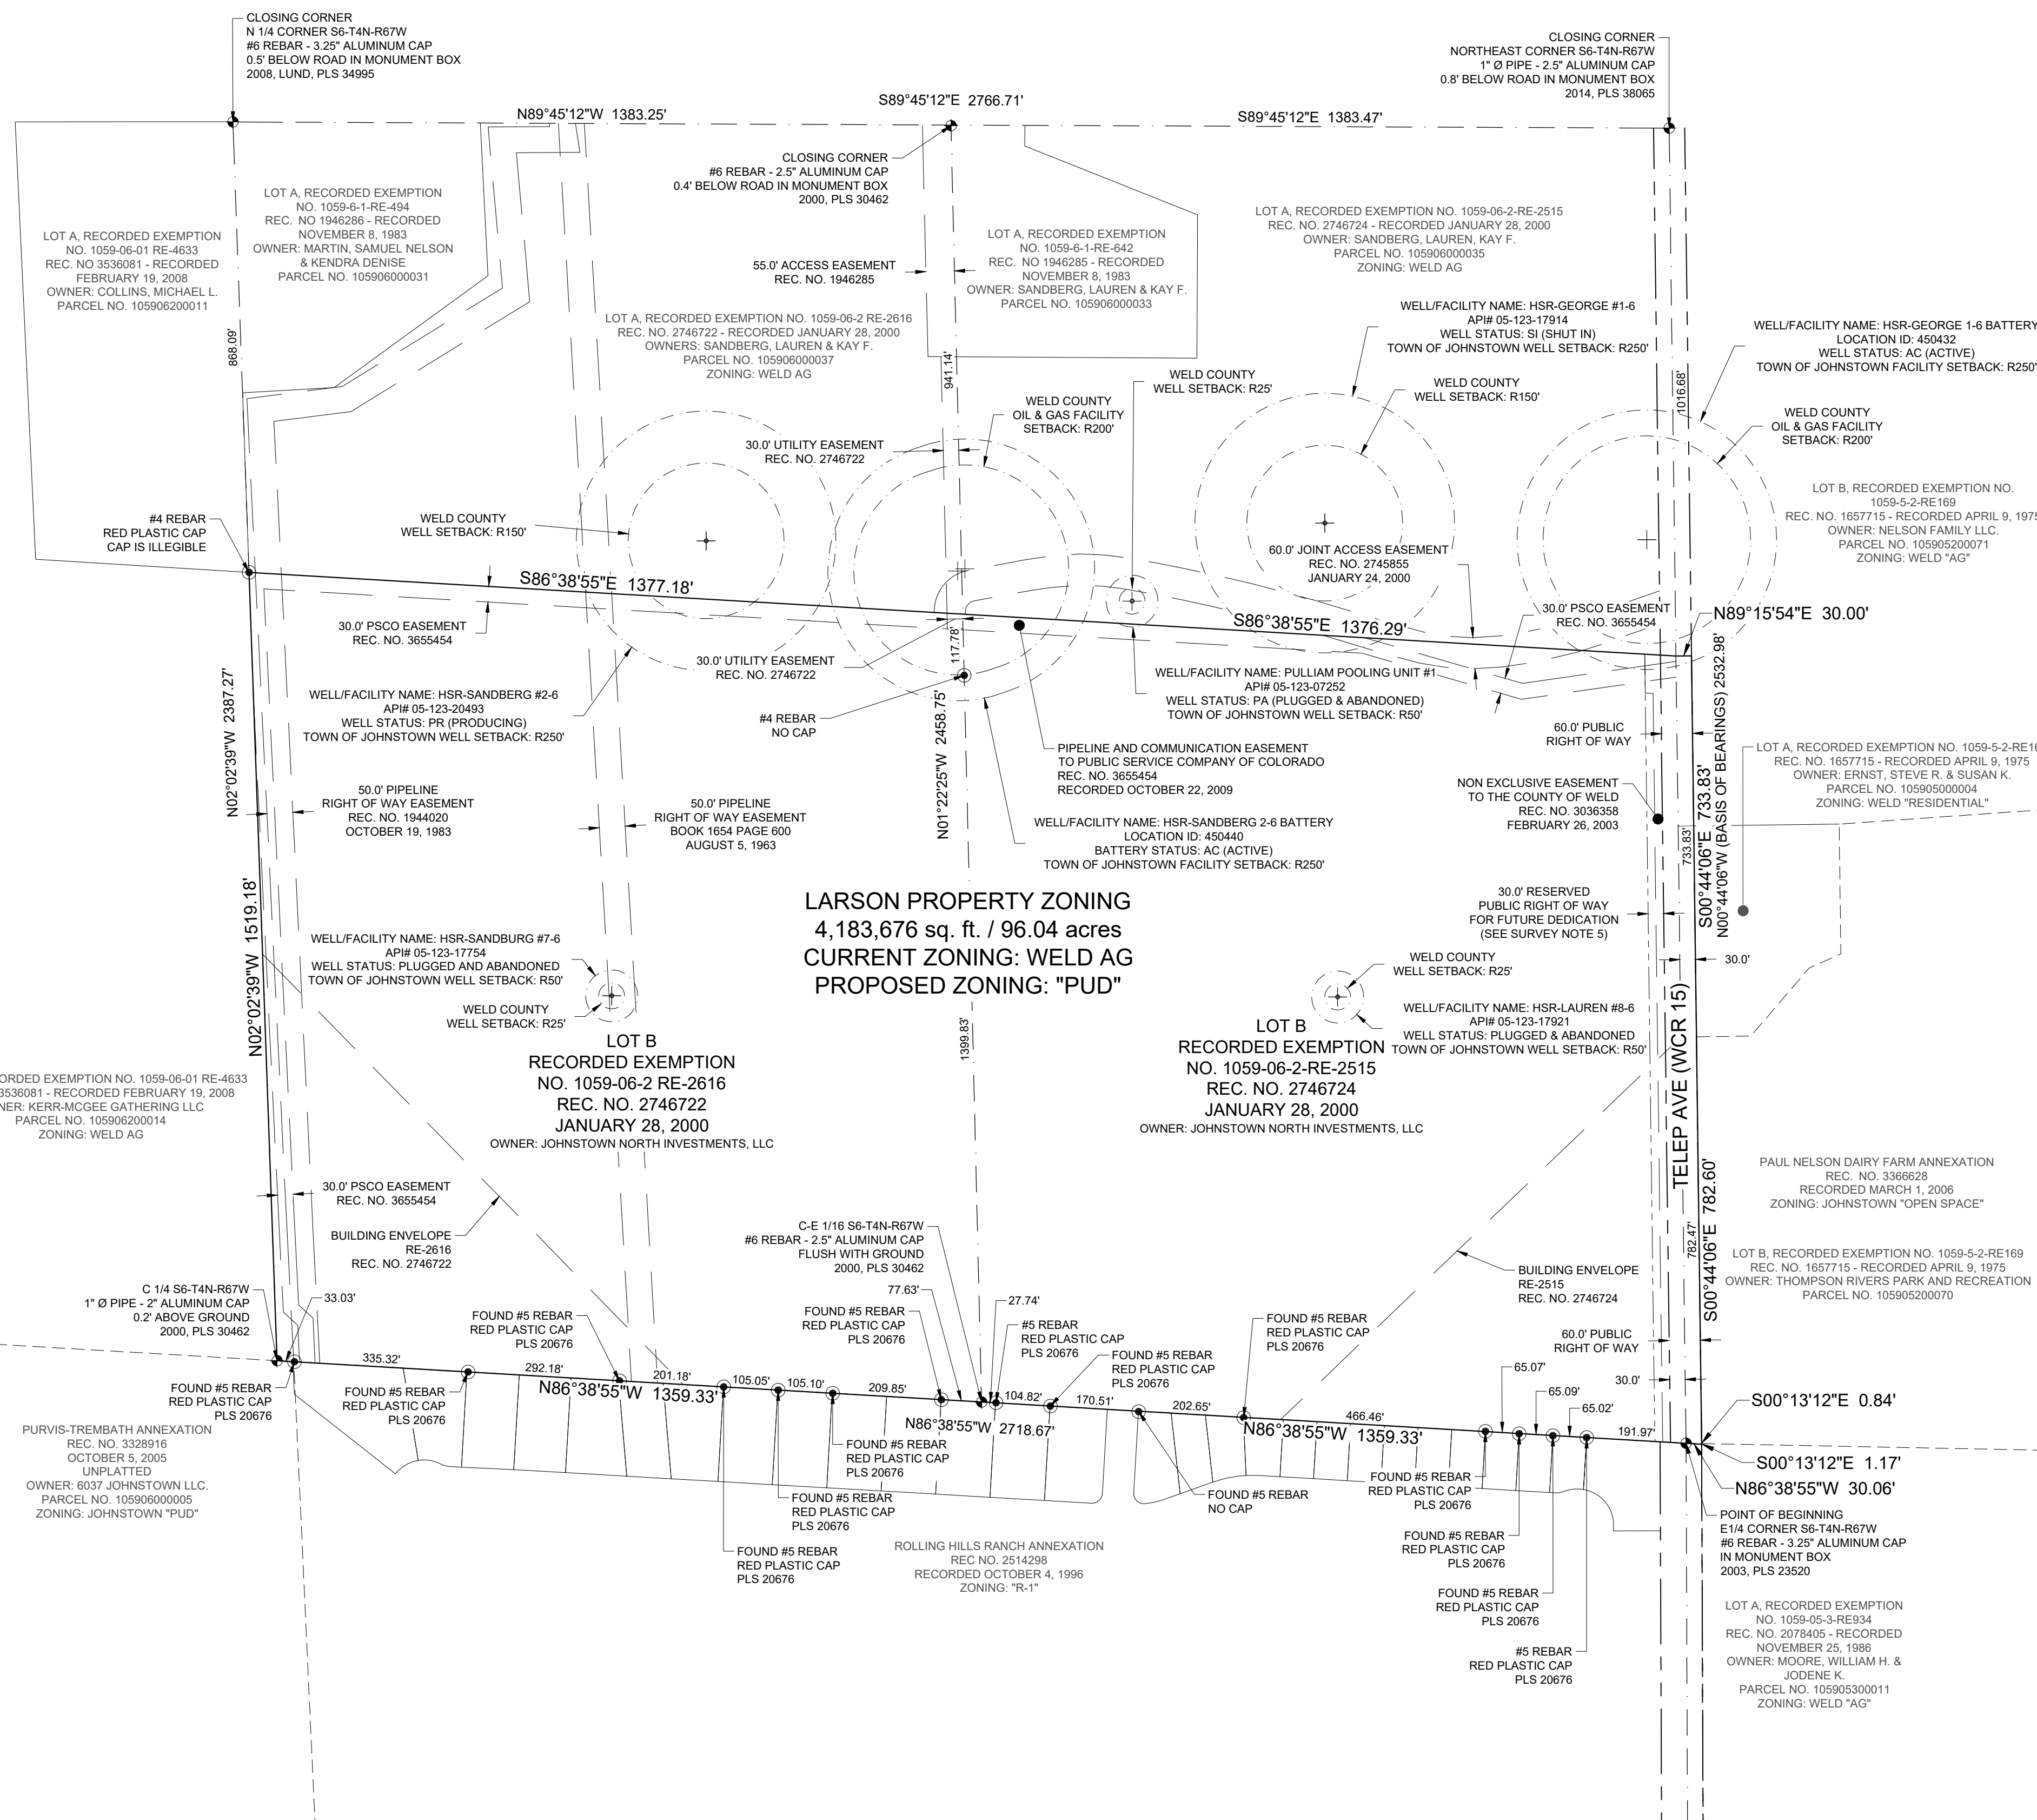 CLOSING CORNER
N 1/4 CORNER S6-T4N-R67W
#6 REBAR - 3.25" ALUMINUM CAP
0.5' BELOW ROAD IN MONUMENT BOX
2008, LUND, PLS 34995
CLOSING CORNER
NORTHEAST CORNER S6-T4N-R67W
1" Ø PIPE - 2.5" ALUMINUM CAP
0.8' BELOW ROAD IN MONUMENT BOX
2014, PLS 38065
S89°45'12"E 2766.71'
N89°45'12"W 1383.25'
S89°45'12"E 1383.47'
CLOSING CORNER
#6 REBAR - 2.5" ALUMINUM CAP
0.4' BELOW ROAD IN MONUMENT BOX
2000, PLS 30462
LOT A, RECORDED EXEMPTION
NO. 1059-06-01 RE-4633
REC. NO 3536081 - RECORDED
FEBRUARY 19, 2008
OWNER: COLLINS, MICHAEL L.
PARCEL NO. 105906200011
LOT A, RECORDED EXEMPTION
NO. 1059-6-1-RE-494
REC. NO 1946286 - RECORDED
NOVEMBER 8, 1983
OWNER: MARTIN, SAMUEL NELSON
& KENDRA DENISE
PARCEL NO. 105906000031
868.09'
55.0' ACCESS EASEMENT
REC. NO. 1946285
LOT A, RECORDED EXEMPTION
NO. 1059-6-1-RE-642
REC. NO 1946285 - RECORDED
NOVEMBER 8, 1983
OWNER: SANDBERG, LAUREN & KAY F.
PARCEL NO. 105906000033
LOT A, RECORDED EXEMPTION NO. 1059-06-2-RE-2515
REC. NO. 2746724 - RECORDED JANUARY 28, 2000
OWNER: SANDBERG, LAUREN, KAY F.
PARCEL NO. 105906000035
ZONING: WELD AG
LOT A, RECORDED EXEMPTION NO. 1059-06-2 RE-2616
REC. NO. 2746722 - RECORDED JANUARY 28, 2000
OWNERS: SANDBERG, LAUREN & KAY F.
PARCEL NO. 105906000037
ZONING: WELD AG
941.14'
WELL/FACILITY NAME: HSR-GEORGE #1-6
API# 05-123-17914
WELL STATUS: SI (SHUT IN)
TOWN OF JOHNSTOWN WELL SETBACK: R250'
WELL/FACILITY NAME: HSR-GEORGE 1-6 BATTERY
LOCATION ID: 450432
WELL STATUS: AC (ACTIVE)
TOWN OF JOHNSTOWN FACILITY SETBACK: R250'
1016.68'
WELD COUNTY
WELL SETBACK: R25'
WELD COUNTY
WELL SETBACK: R150'
WELD COUNTY
OIL & GAS FACILITY
SETBACK: R200'
WELD COUNTY
OIL & GAS FACILITY
SETBACK: R200'
30.0' UTILITY EASEMENT
REC. NO. 2746722
LOT B, RECORDED EXEMPTION NO.
1059-5-2-RE169
REC. NO. 1657715 - RECORDED APRIL 9, 1975
OWNER: NELSON FAMILY LLC.
PARCEL NO. 105905200071
ZONING: WELD "AG"
#4 REBAR
RED PLASTIC CAP
CAP IS ILLEGIBLE
WELD COUNTY
WELL SETBACK: R150'
60.0' JOINT ACCESS EASEMENT
REC. NO. 2745855
JANUARY 24, 2000
S86°38'55"E 1377.18'
S86°38'55"E 1376.29'
N89°15'54"E 30.00'
30.0' PSCO EASEMENT
REC. NO. 3655454
30.0' PSCO EASEMENT
REC. NO. 3655454
30.0' UTILITY EASEMENT
REC. NO. 2746722
117.78'
WELL/FACILITY NAME: HSR-SANDBERG #2-6
API# 05-123-20493
WELL STATUS: PR (PRODUCING)
TOWN OF JOHNSTOWN WELL SETBACK: R250'
#4 REBAR
NO CAP
WELL/FACILITY NAME: PULLIAM POOLING UNIT #1
API# 05-123-07252
WELL STATUS: PA (PLUGGED & ABANDONED)
TOWN OF JOHNSTOWN WELL SETBACK: R50'
60.0' PUBLIC
RIGHT OF WAY
PIPELINE AND COMMUNICATION EASEMENT
TO PUBLIC SERVICE COMPANY OF COLORADO
REC. NO. 3655454
RECORDED OCTOBER 22, 2009
N02°02'39"W 2387.27'
N01°22'25"W 2458.75'
N00°44'06"W (BASIS OF BEARINGS) 2532.98'
S00°44'06"E 733.83'
733.83'
LOT A, RECORDED EXEMPTION NO. 1059-5-2-RE16
REC. NO. 1657715 - RECORDED APRIL 9, 1975
OWNER: ERNST, STEVE R. & SUSAN K.
PARCEL NO. 105905000004
ZONING: WELD "RESIDENTIAL"
50.0' PIPELINE
RIGHT OF WAY EASEMENT
REC. NO. 1944020
OCTOBER 19, 1983
50.0' PIPELINE
RIGHT OF WAY EASEMENT
BOOK 1654 PAGE 600
AUGUST 5, 1963
NON EXCLUSIVE EASEMENT
TO THE COUNTY OF WELD
REC. NO. 3036358
FEBRUARY 26, 2003
WELL/FACILITY NAME: HSR-SANDBERG 2-6 BATTERY
LOCATION ID: 450440
BATTERY STATUS: AC (ACTIVE)
TOWN OF JOHNSTOWN FACILITY SETBACK: R250'
LARSON PROPERTY ZONING
4,183,676 sq. ft. / 96.04 acres
CURRENT ZONING: WELD AG
PROPOSED ZONING: "PUD"
30.0' RESERVED
PUBLIC RIGHT OF WAY
FOR FUTURE DEDICATION
(SEE SURVEY NOTE 5)
30.0'
N02°02'39"W 1519.18'
WELL/FACILITY NAME: HSR-SANDBURG #7-6
API# 05-123-17754
WELL STATUS: PLUGGED AND ABANDONED
TOWN OF JOHNSTOWN WELL SETBACK: R50'
WELD COUNTY
WELL SETBACK: R25'
WELD COUNTY
WELL SETBACK: R25'
WELL/FACILITY NAME: HSR-LAUREN #8-6
API# 05-123-17921
WELL STATUS: PLUGGED & ABANDONED
TOWN OF JOHNSTOWN WELL SETBACK: R50'
LOT B
RECORDED EXEMPTION
NO. 1059-06-2 RE-2616
REC. NO. 2746722
JANUARY 28, 2000
OWNER: JOHNSTOWN NORTH INVESTMENTS, LLC
1399.83'
LOT B
RECORDED EXEMPTION
NO. 1059-06-2-RE-2515
REC. NO. 2746724
JANUARY 28, 2000
OWNER: JOHNSTOWN NORTH INVESTMENTS, LLC
TELEP AVE (WCR 15)
ORDED EXEMPTION NO. 1059-06-01 RE-4633
3536081 - RECORDED FEBRUARY 19, 2008
NER: KERR-MCGEE GATHERING LLC
PARCEL NO. 105906200014
ZONING: WELD AG
PAUL NELSON DAIRY FARM ANNEXATION
REC. NO. 3366628
RECORDED MARCH 1, 2006
ZONING: JOHNSTOWN "OPEN SPACE"
S00°44'06"E 782.60'
782.47'
30.0' PSCO EASEMENT
REC. NO. 3655454
BUILDING ENVELOPE
RE-2616
REC. NO. 2746722
C-E 1/16 S6-T4N-R67W
#6 REBAR - 2.5" ALUMINUM CAP
FLUSH WITH GROUND
2000, PLS 30462
LOT B, RECORDED EXEMPTION NO. 1059-5-2-RE169
REC. NO. 1657715 - RECORDED APRIL 9, 1975
OWNER: THOMPSON RIVERS PARK AND RECREATION
PARCEL NO. 105905200070
BUILDING ENVELOPE
RE-2515
REC. NO. 2746724
C 1/4 S6-T4N-R67W
1" Ø PIPE - 2" ALUMINUM CAP
0.2' ABOVE GROUND
2000, PLS 30462
33.03'
FOUND #5 REBAR
RED PLASTIC CAP
PLS 20676
77.63'
FOUND #5 REBAR
RED PLASTIC CAP
PLS 20676
27.74'
#5 REBAR
RED PLASTIC CAP
PLS 20676
FOUND #5 REBAR
RED PLASTIC CAP
PLS 20676
FOUND #5 REBAR
RED PLASTIC CAP
PLS 20676
60.0' PUBLIC
RIGHT OF WAY
30.0'
335.32'
292.18'
201.18'
105.05'
105.10'
209.85'
104.82'
170.51'
202.65'
466.46'
65.07'
65.09'
65.02'
191.97'
N86°38'55"W 1359.33'
N86°38'55"W 2718.67'
N86°38'55"W 1359.33'
S00°13'12"E 0.84'
S00°13'12"E 1.17'
N86°38'55"W 30.06'
FOUND #5 REBAR
RED PLASTIC CAP
PLS 20676
FOUND #5 REBAR
RED PLASTIC CAP
PLS 20676
PURVIS-TREMBATH ANNEXATION
REC. NO. 3328916
OCTOBER 5, 2005
UNPLATTED
OWNER: 6037 JOHNSTOWN LLC.
PARCEL NO. 105906000005
ZONING: JOHNSTOWN "PUD"
FOUND #5 REBAR
RED PLASTIC CAP
PLS 20676
FOUND #5 REBAR
RED PLASTIC CAP
PLS 20676
FOUND #5 REBAR
RED PLASTIC CAP
PLS 20676
FOUND #5 REBAR
NO CAP
FOUND #5 REBAR
RED PLASTIC CAP
PLS 20676
FOUND #5 REBAR
RED PLASTIC CAP
PLS 20676
FOUND #5 REBAR
RED PLASTIC CAP
PLS 20676
#5 REBAR
RED PLASTIC CAP
PLS 20676
POINT OF BEGINNING
E1/4 CORNER S6-T4N-R67W
#6 REBAR - 3.25" ALUMINUM CAP
IN MONUMENT BOX
2003, PLS 23520
ROLLING HILLS RANCH ANNEXATION
REC NO. 2514298
RECORDED OCTOBER 4, 1996
ZONING: "R-1"
LOT A, RECORDED EXEMPTION
NO. 1059-05-3-RE934
REC. NO. 2078405 - RECORDED
NOVEMBER 25, 1986
OWNER: MOORE, WILLIAM H. &
JODENE K.
PARCEL NO. 105905300011
ZONING: WELD "AG"